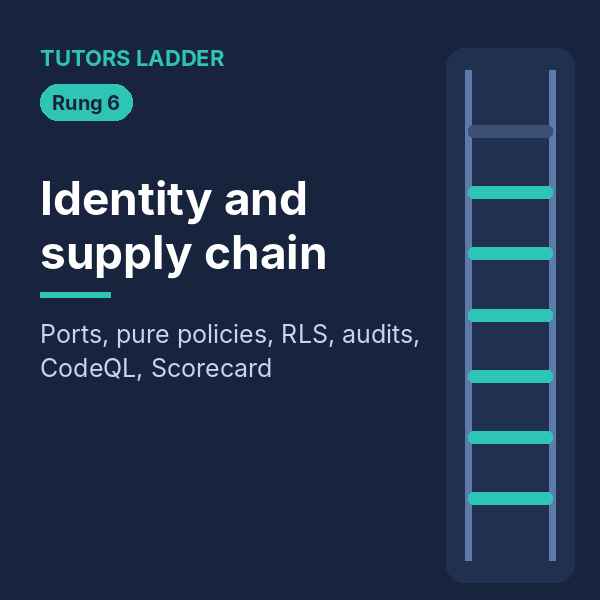 TUTORS LADDER
Rung 6
Identity and
supply chain
Ports, pure policies, RLS, audits,
CodeQL, Scorecard